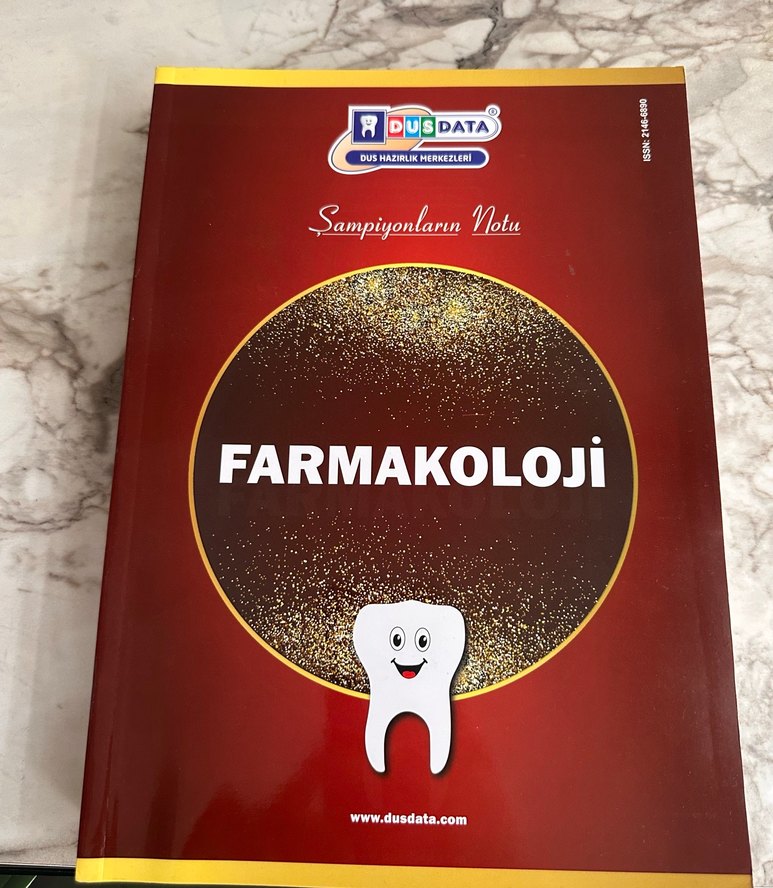 DUSDATA®
DUS HAZIRLIK MERKEZLERİ
ISSN: 2146-6890
Şampiyonların Notu
FARMAKOLOJİ
www.dusdata.com